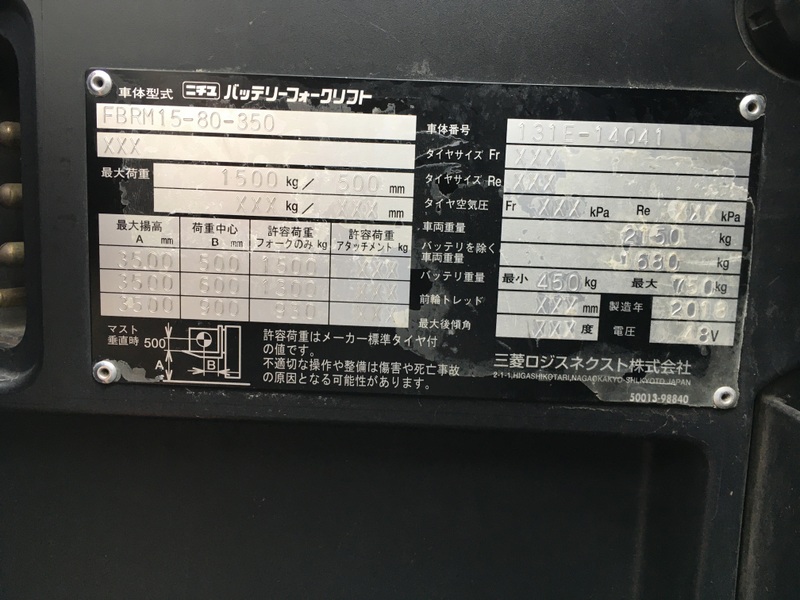 車体型式 ニチユ バッテリーフォークリフト
FBRM15-80-350
XXX
最大荷重 1500 kg / 500 mm
XXX kg / XXX mm
最大揚高 A mm 荷重中心 B mm 許容荷重 フォークのみ kg 許容荷重 アタッチメント kg
3500 500 XXX
3500 600 XXX
3500 XXX
マスト垂直時 500 A B
許容荷重はメーカー標準タイヤ付
の値です。
不適切な操作や整備は傷害や死亡事故
の原因となる可能性があります。
車体番号 131F-14041
タイヤサイズ Fr XXX
タイヤサイズ Re XXX
タイヤ空気圧 Fr XXX kPa Re XXX kPa
車両重量 2150 kg
バッテリを除く車両重量 1680 kg
バッテリ重量 最小 450 kg 最大 kg
前輪トレッド XXX mm 製造年
最大後傾角 XXX 度 電圧 V
三菱ロジスネクスト株式会社
2-1-1,HIGASHIKOTARI,NAGAOKAKYO-SHI,KYOTO,JAPAN
50013-98840